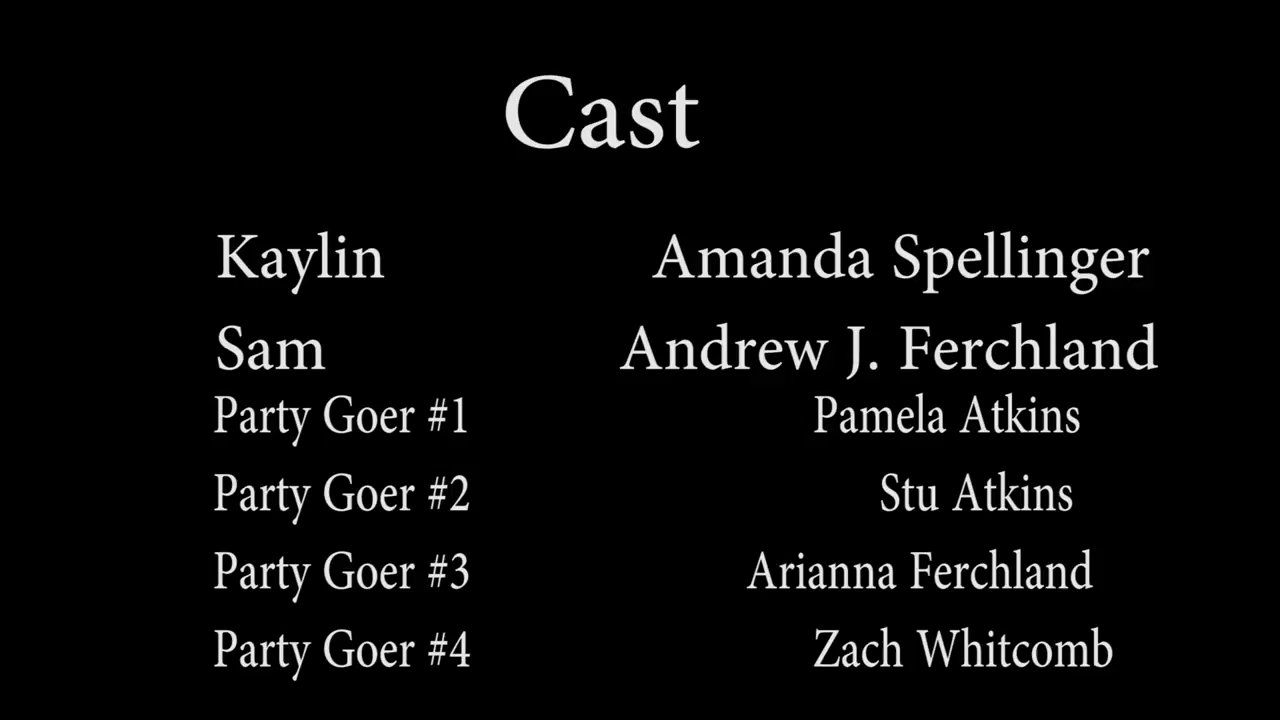 Cast
Kaylin Amanda Spellinger
Sam Andrew J. Ferchland
Party Goer #1 Pamela Atkins
Party Goer #2 Stu Atkins
Party Goer #3 Arianna Ferchland
Party Goer #4 Zach Whitcomb